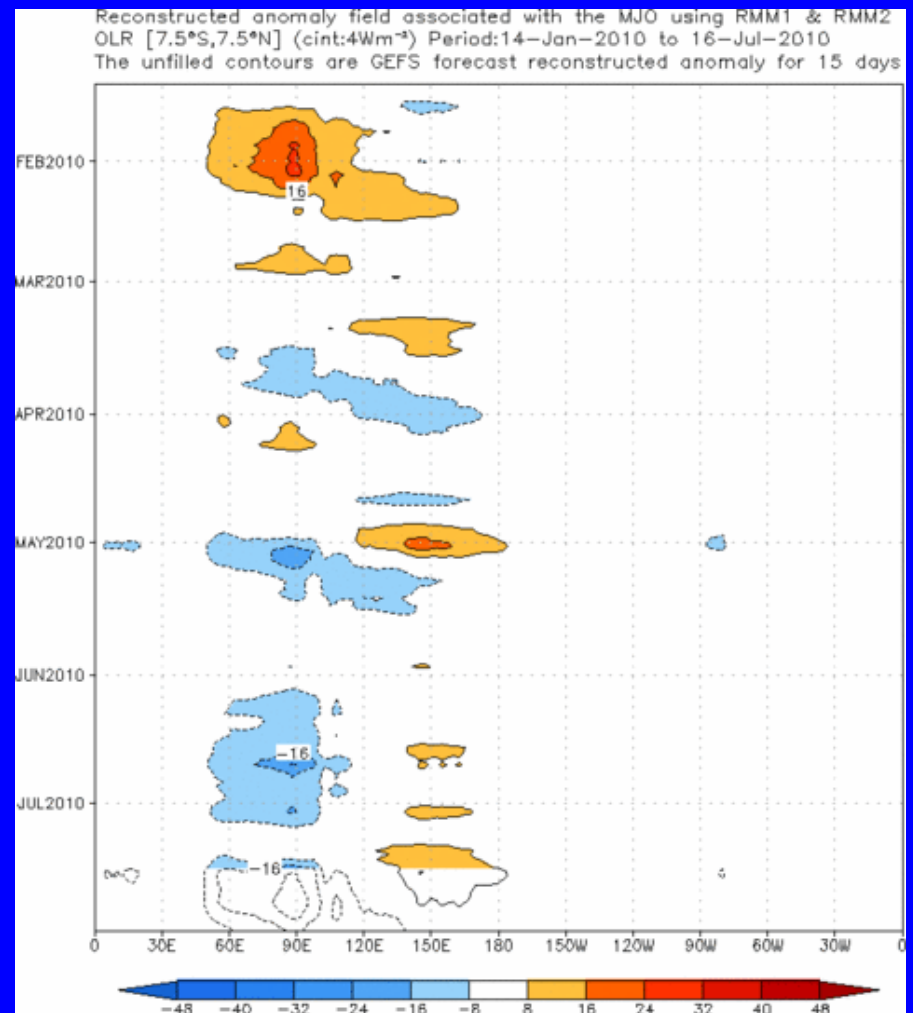 Reconstructed anomaly field associated with the MJO using RMM1 & RMM2
OLR [7.5°S,7.5°N] (cint:4Wm⁻²) Period:14-Jan-2010 to 16-Jul-2010
The unfilled contours are GEFS forecast reconstructed anomaly for 15 days
FEB2010
16
MAR2010
APR2010
MAY2010
JUN2010
-16
JUL2010
-16
0 30E 60E 90E 120E 150E 180 150W 120W 90W 60W 30W 0
-48 -40 -32 -24 -16 -8 8 16 24 32 40 48